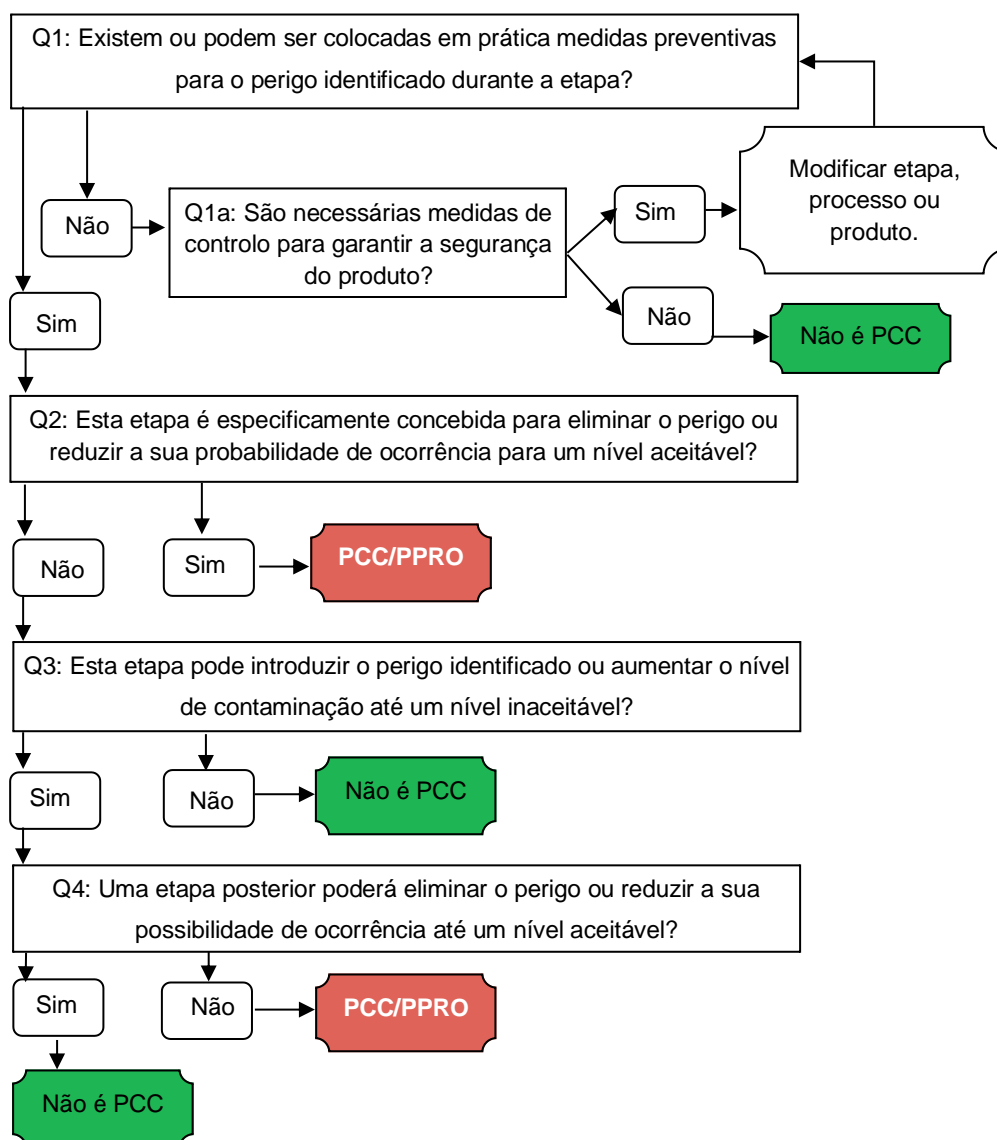 Q1: Existem ou podem ser colocadas em prática medidas preventivas
para o perigo identificado durante a etapa?
Modificar etapa,
processo ou
produto.
Não
Q1a: São necessárias medidas de
controlo para garantir a segurança
do produto?
Sim
Não
Não é PCC
Sim
Q2: Esta etapa é especificamente concebida para eliminar o perigo ou
reduzir a sua probabilidade de ocorrência para um nível aceitável?
Não
Sim
PCC/PPRO
Q3: Esta etapa pode introduzir o perigo identificado ou aumentar o nível
de contaminação até um nível inaceitável?
Sim
Não
Não é PCC
Q4: Uma etapa posterior poderá eliminar o perigo ou reduzir a sua
possibilidade de ocorrência até um nível aceitável?
Sim
Não
PCC/PPRO
Não é PCC